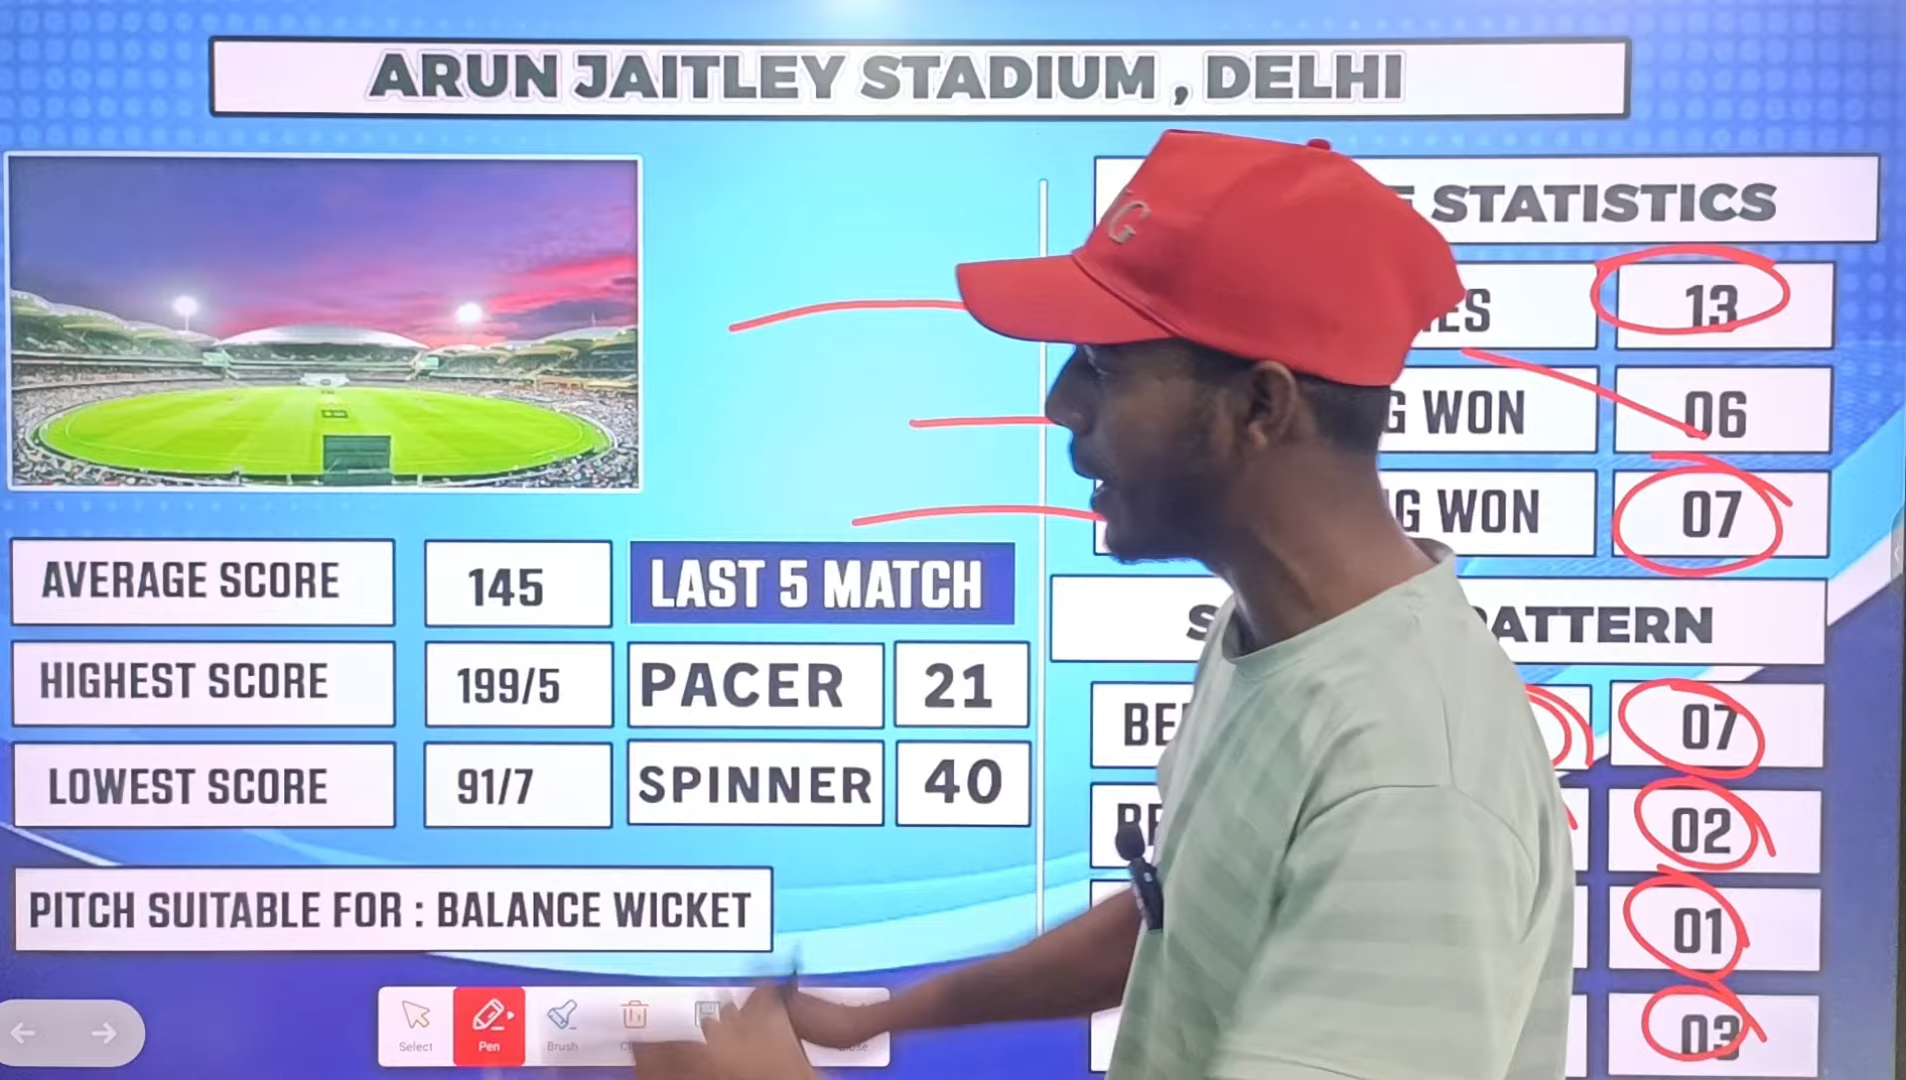 ARUN JAITLEY STADIUM , DELHI
STATISTICS
13
06
G WON
07
G WON
AVERAGE SCORE 145
HIGHEST SCORE 199/5
LOWEST SCORE 91/7
LAST 5 MATCH
PACER 21
SPINNER 40
PITCH SUITABLE FOR : BALANCE WICKET
07
02
01
03
Select
Pen
Brush